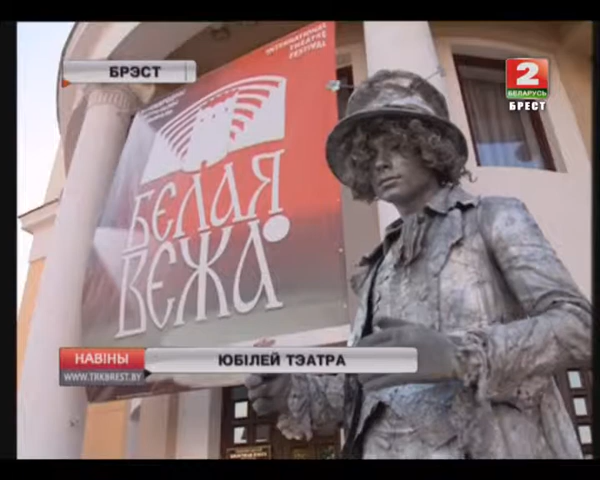 БРЭСТ
INTERNATIONAL
THEATRE
FESTIVAL
2
БЕЛАРУСЬ
БРЕСТ
БЕЛАЯ
ВЕЖА
НАВІНЫ
ЮБІЛЕЙ ТЭАТРА
WWW.TRKBREST.BY